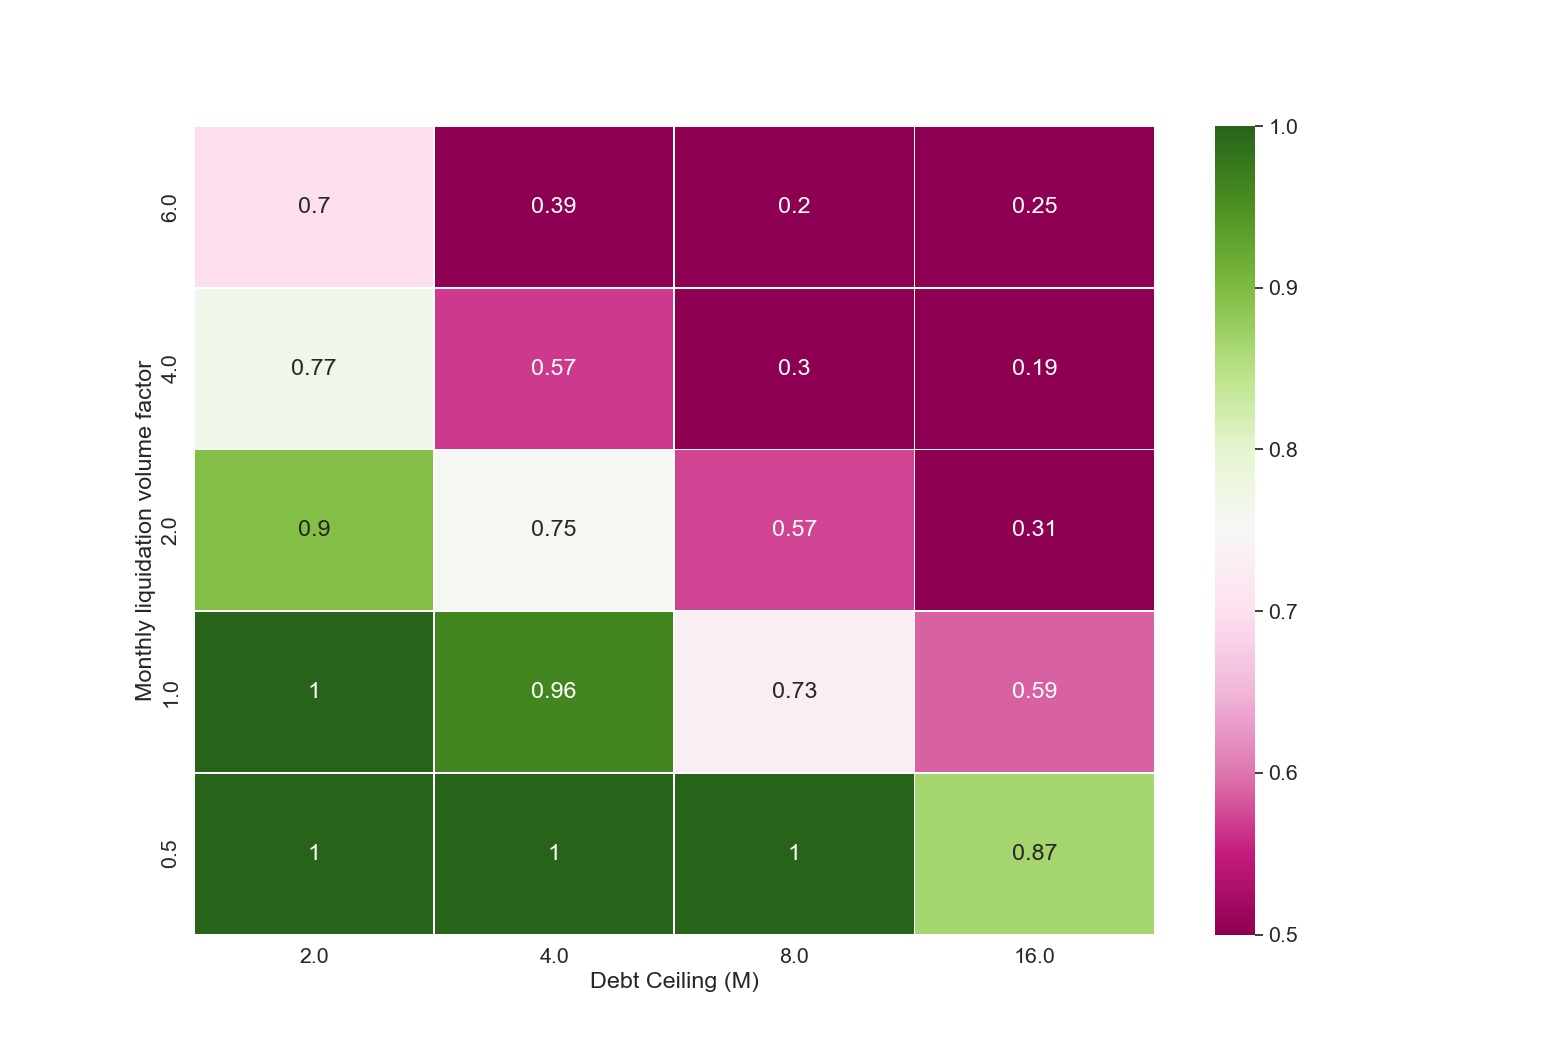 Monthly liquidation volume factor
6.0 0.7 0.39 0.2 0.25
4.0 0.77 0.57 0.3 0.19
2.0 0.9 0.75 0.57 0.31
1.0 1 0.96 0.73 0.59
0.5 1 1 1 0.87
2.0 4.0 8.0 16.0
Debt Ceiling (M)
1.0
0.9
0.8
0.7
0.6
0.5